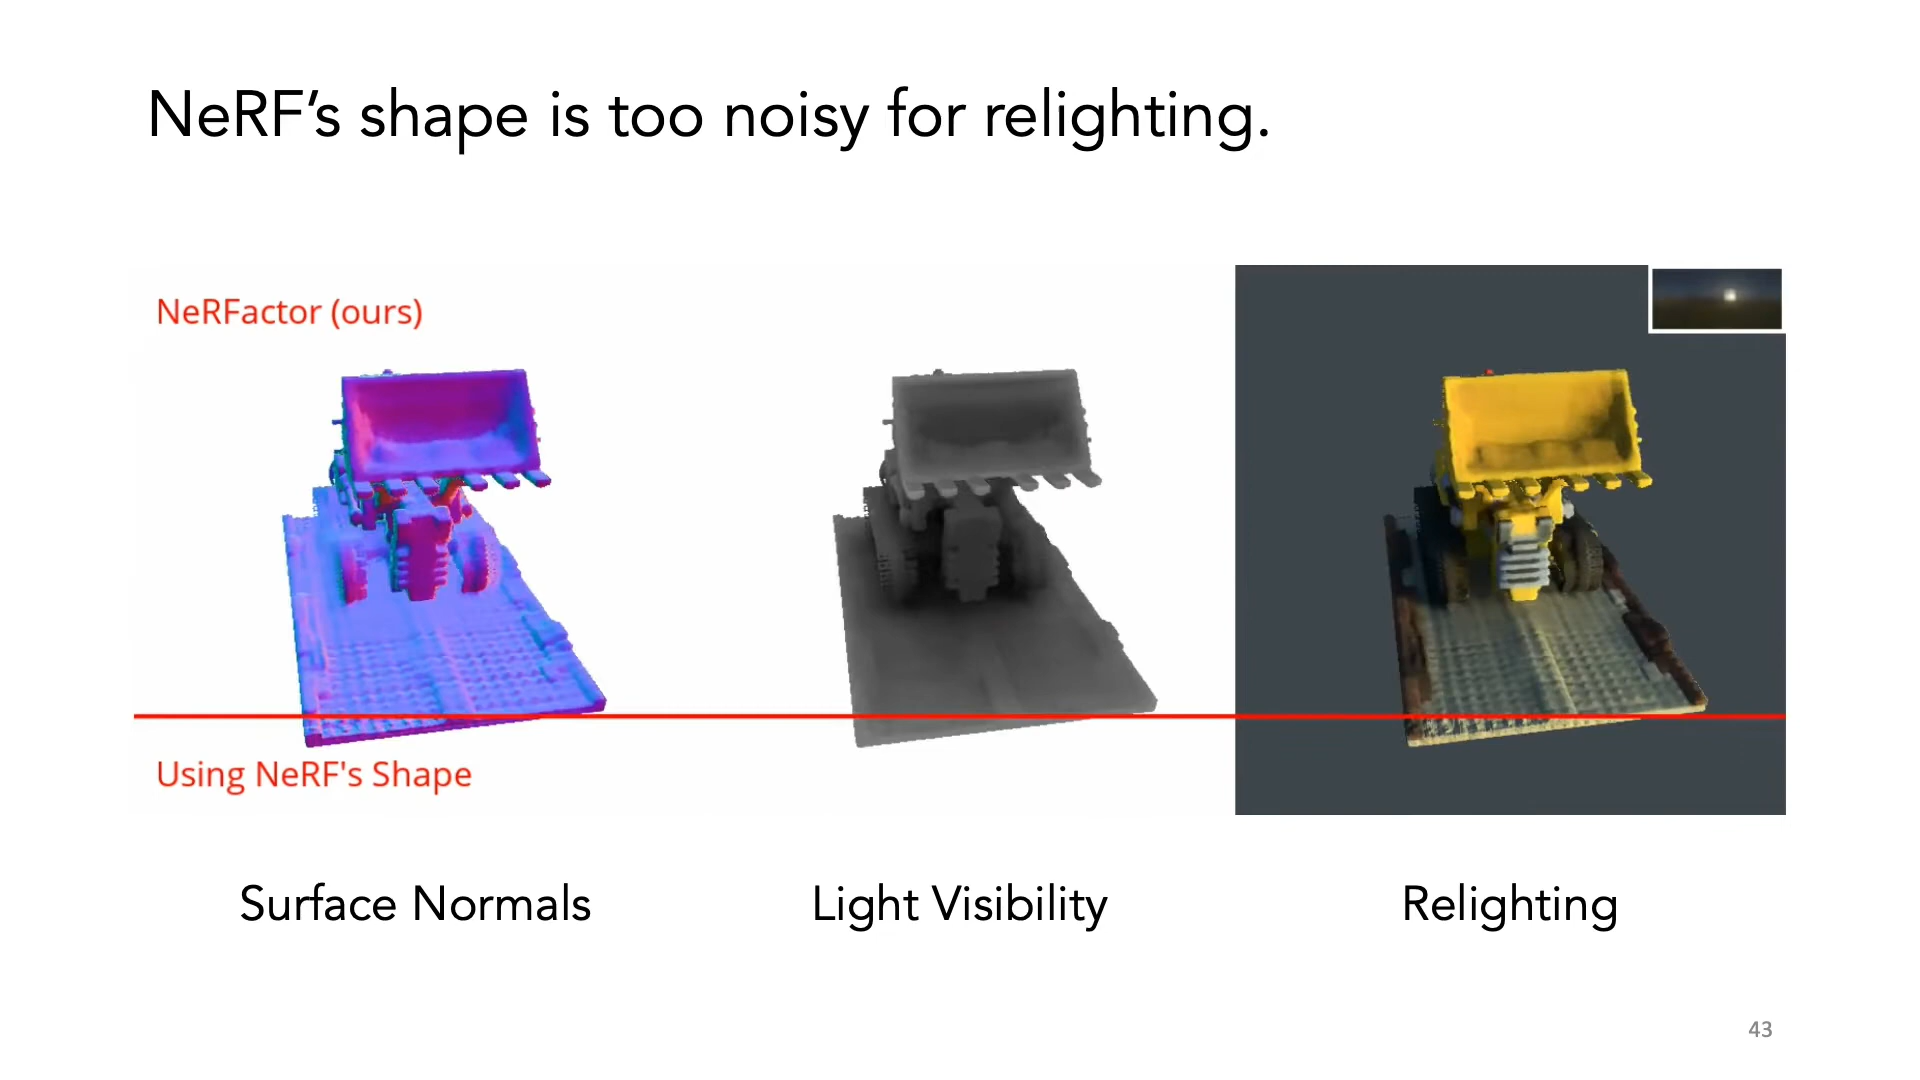 NeRF’s shape is too noisy for relighting.
NeRFactor (ours)
Using NeRF's Shape
Surface Normals
Light Visibility
Relighting
43